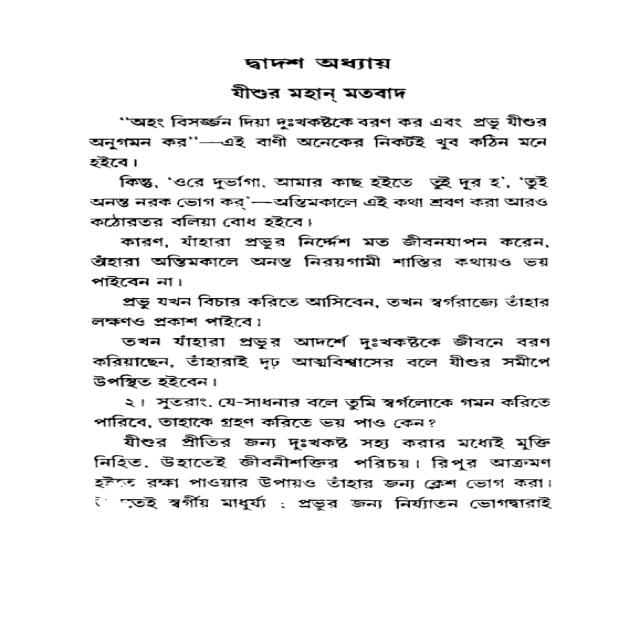 দ্বাদশ অধ্যায়
যীশুর মহান্ মতবাদ
“অহং বিসর্জ্জন দিয়া দুঃখকষ্টকে বরণ কর এবং প্রভু যীশুর
অনুগমন কর”—এই বাণী অনেকের নিকটই খুব কঠিন মনে
হইবে।
কিন্তু, ‘ওরে দুর্ভাগা. আমার কাছ হইতে তুই দূর হ’, ‘তুই
অনন্ত নরক ভোগ কর্’—অন্তিমকালে এই কথা শ্রবণ করা আরও
কঠোরতর বলিয়া বোধ হইবে।
কারণ, যাঁহারা প্রভুর নির্দ্দেশ মত জীবনযাপন করেন,
তাঁহারা অন্তিমকালে অনন্ত নিরয়গামী শাস্তির কথায়ও ভয়
পাইবেন না।
প্রভু যখন বিচার করিতে আসিবেন, তখন স্বর্গরাজ্যে তাঁহার
লক্ষণও প্রকাশ পাইবে।
তখন যাঁহারা প্রভুর আদর্শে দুঃখকষ্টকে জীবনে বরণ
করিয়াছেন, তাঁহারাই দৃঢ় আত্মবিশ্বাসের বলে যীশুর সমীপে
উপস্থিত হইবেন।
২। সুতরাং. যে-সাধনার বলে তুমি স্বর্গলোকে গমন করিতে
পারিবে, তাহাকে গ্রহণ করিতে ভয় পাও কেন?
যীশুর প্রীতির জন্য দুঃখকষ্ট সহ্য করার মধ্যেই মুক্তি
নিহিত. উহাতেই জীবনীশক্তির পরিচয়। রিপুর আক্রমণ
হইতে রক্ষা পাওয়ার উপায়ও তাঁহার জন্য ক্লেশ ভোগ করা।
স্বর্গীয় মাধুর্য্য ; প্রভুর জন্য নির্য্যাতন ভোগদ্বারাই